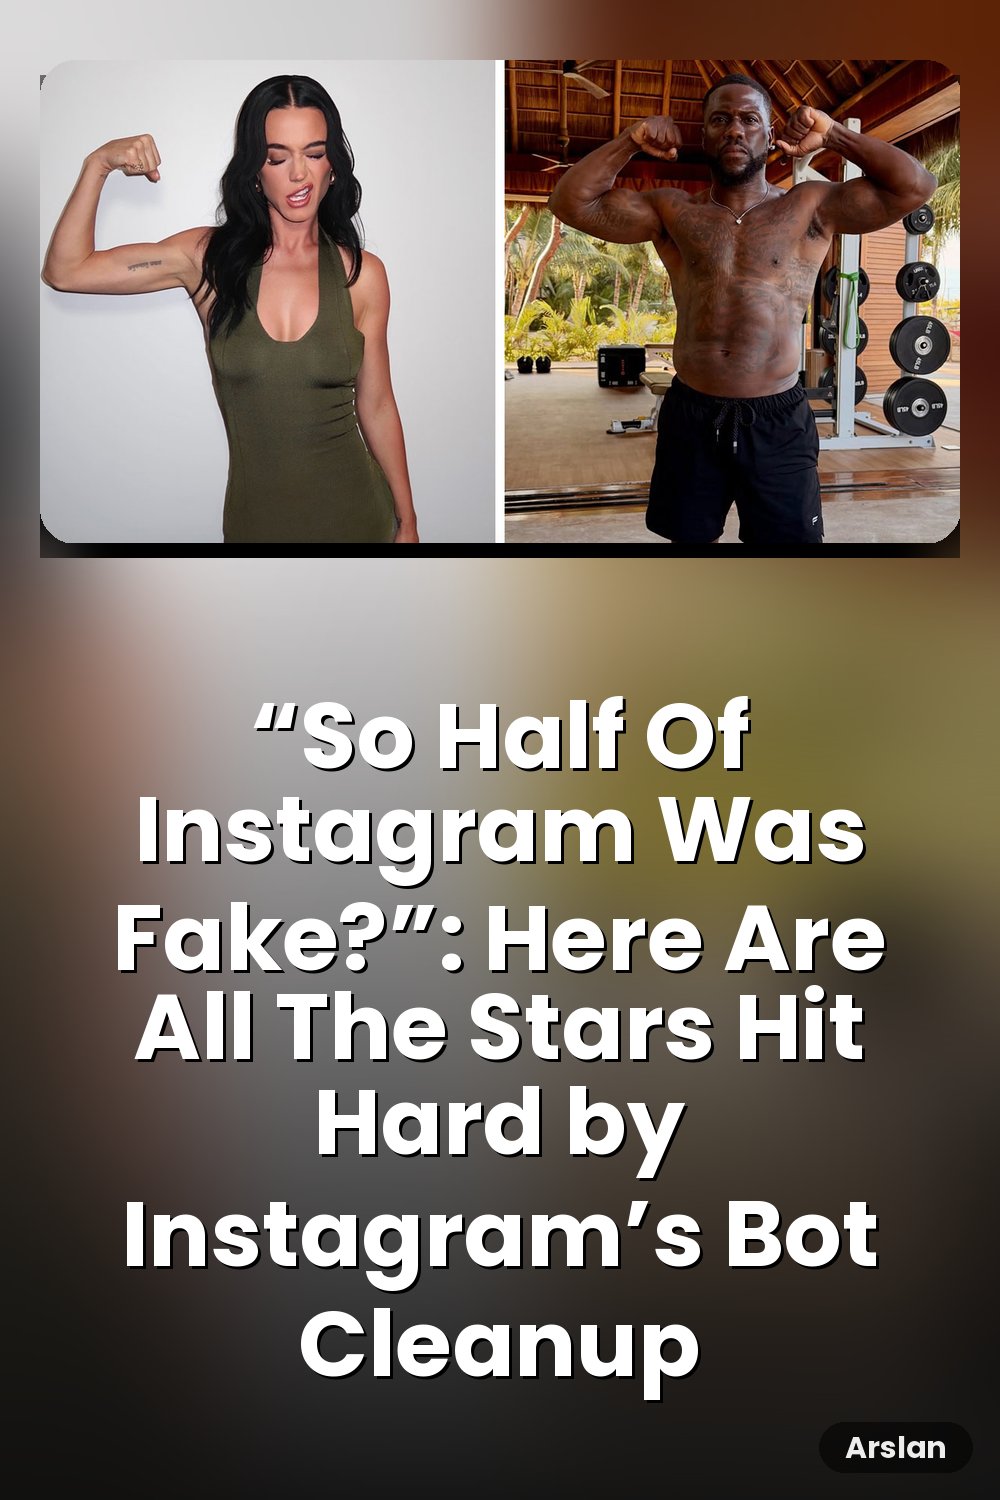 “So Half Of
Instagram Was
Fake?”: Here Are
All The Stars Hit
Hard by
Instagram’s Bot
Cleanup
Arslan